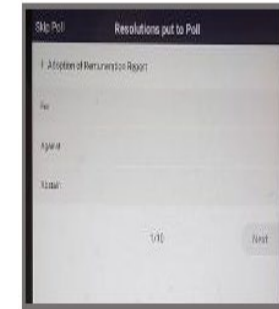 Skip Poll Resolutions put to Poll
1 Adoption of Remuneration Report
For
Against
Abstain
1/10 Next